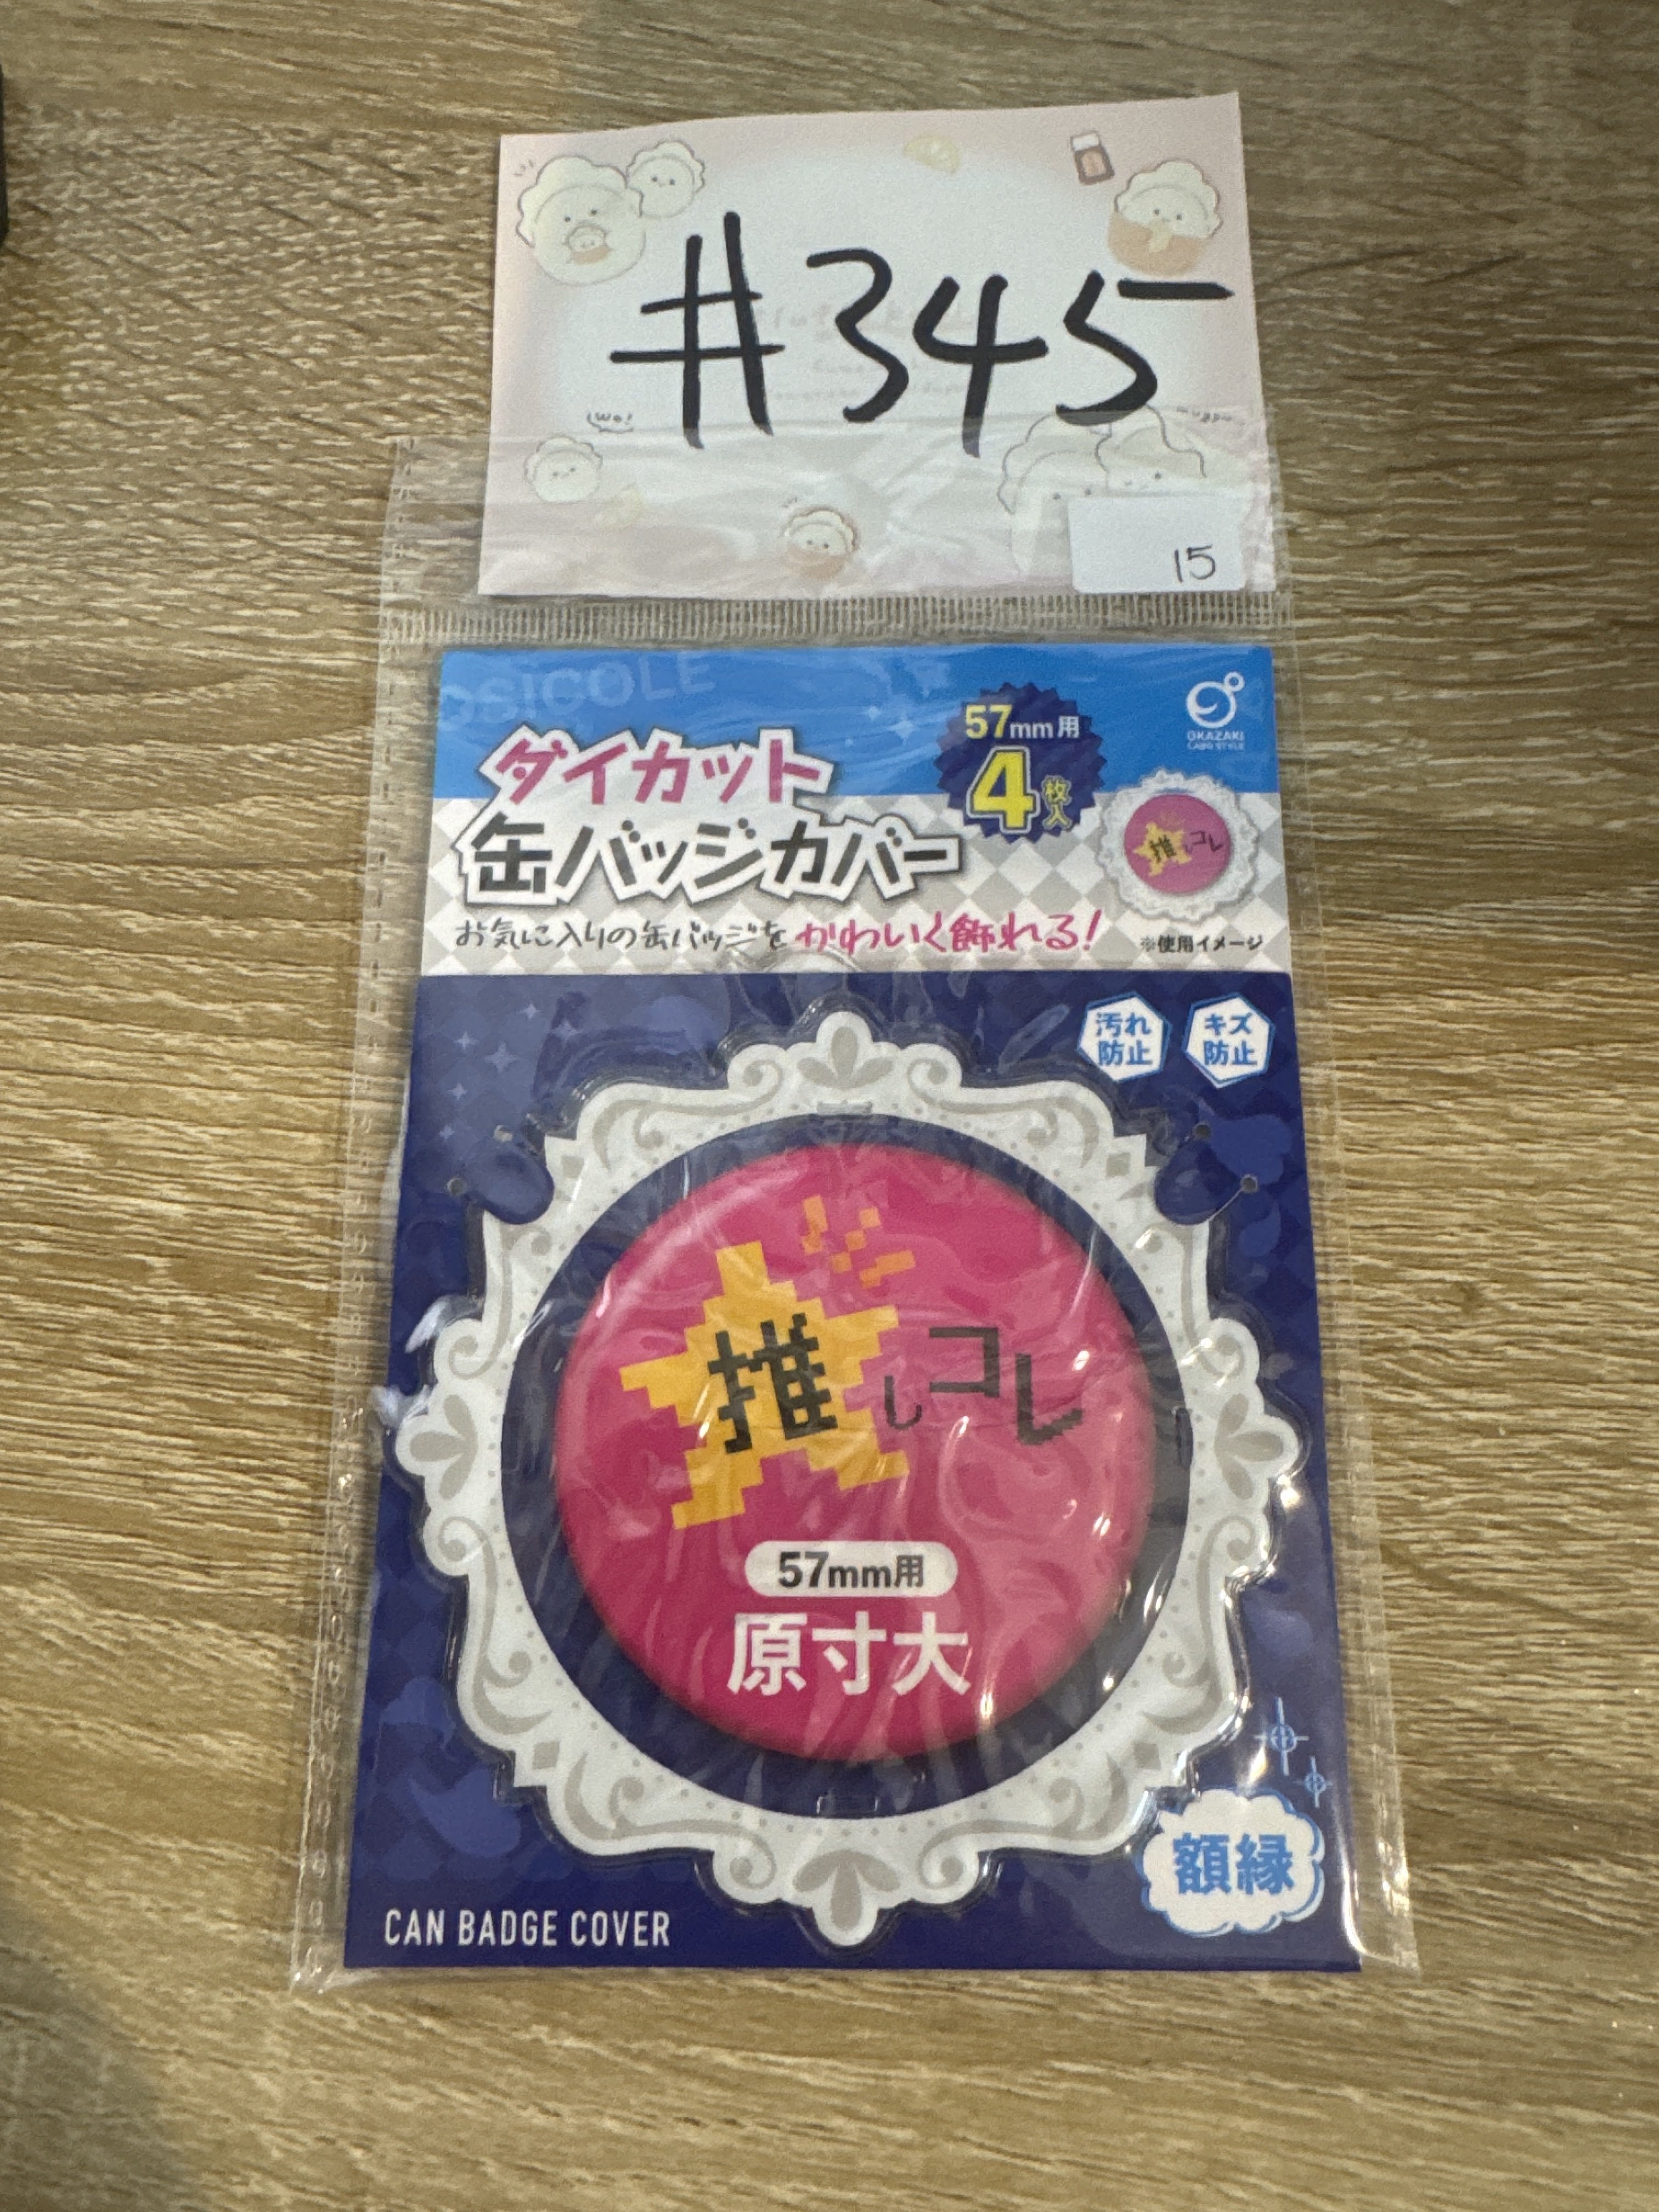 #345
wo!
15
OSICOLE
57mm用
4枚入
OKAZAKI
LABO STYLE
ダイカット
缶バッジカバー
推しコレ
お気に入りの缶バッジをかわいく飾れる!
※使用イメージ
汚れ
防止
キズ
防止
推しコレ
57mm用
原寸大
額縁
CAN BADGE COVER